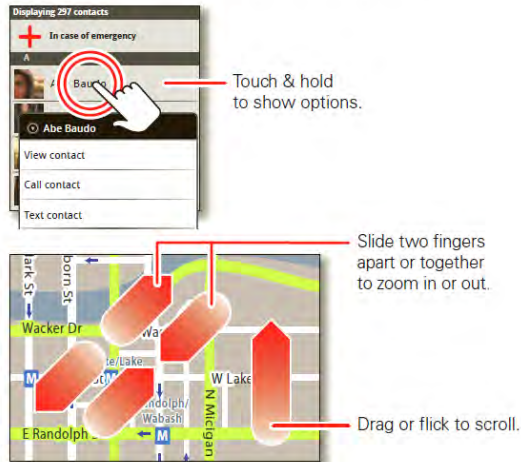 Displaying 297 contacts
In case of emergency
A
A Baudo
Touch & hold
to show options.
Abe Baudo
View contact
Call contact
Text contact
Slide two fingers
apart or together
to zoom in or out.
Wacker Dr
W Lake
N Micigan
Wabash
E Randolph
M
M
M
Drag or flick to scroll.